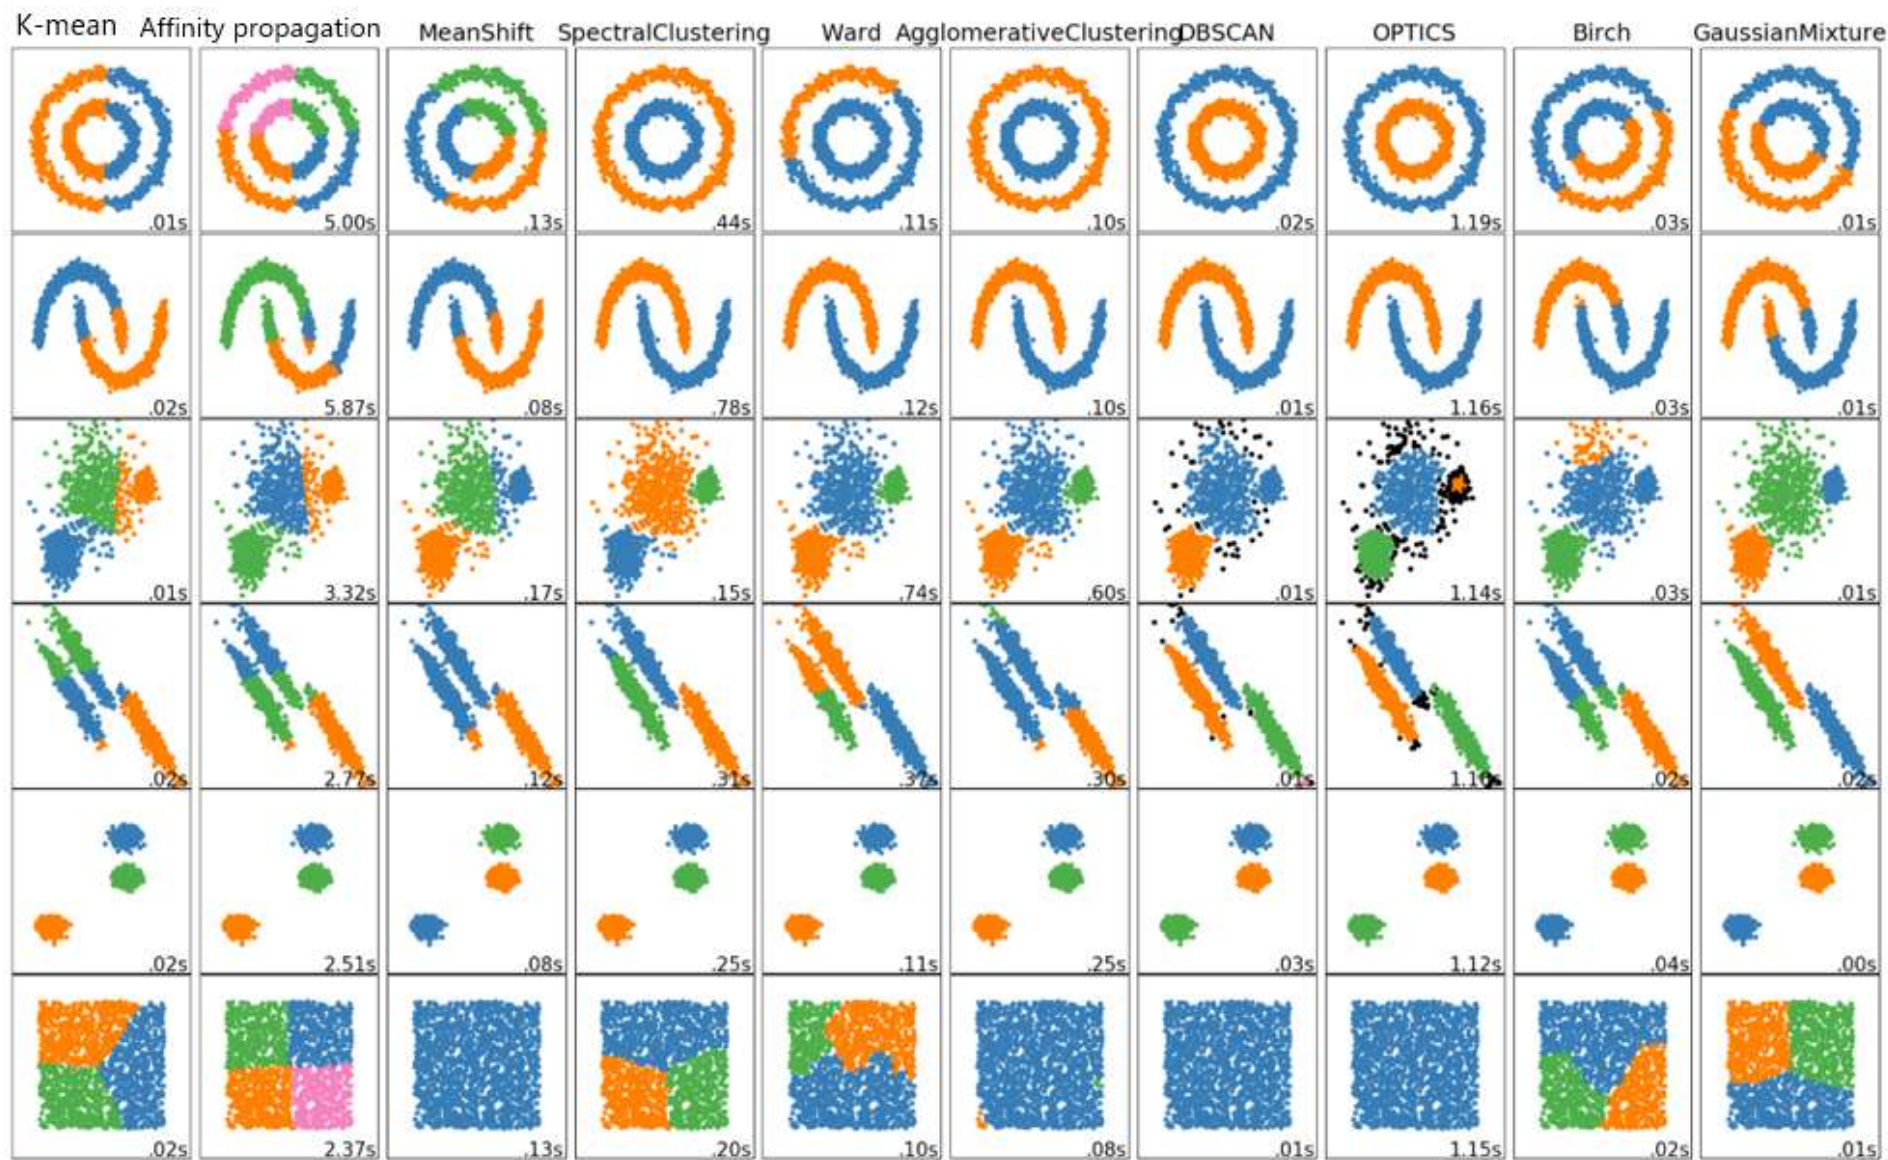 K-mean Affinity propagation MeanShift SpectralClustering Ward AgglomerativeClustering DBSCAN OPTICS Birch GaussianMixture
.01s 5.00s .13s .44s .11s .10s .02s 1.19s .03s .01s
.02s 5.87s .08s .78s .12s .10s .01s 1.16s .03s .01s
.01s 3.32s .17s .15s .74s .60s .01s 1.14s .03s .01s
.02s 2.77s .12s .31s .37s .30s .01s .02s .02s
.02s 2.51s .08s .25s .11s .25s .03s 1.12s .04s .00s
.02s 2.37s .13s .20s .10s .08s .01s 1.15s .02s .01s